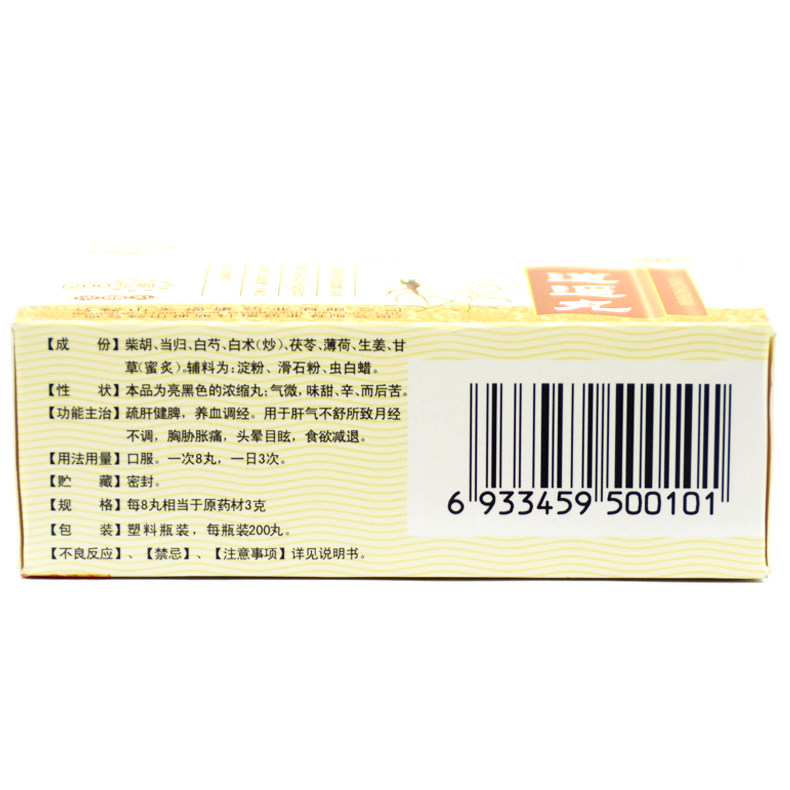 逍遥丸
【成　份】柴胡、当归、白芍、白术(炒)、茯苓、薄荷、生姜、甘
草(蜜炙)。辅料为:淀粉、滑石粉、虫白蜡。
【性　状】本品为亮黑色的浓缩丸;气微,味甜、辛、而后苦。
【功能主治】疏肝健脾，养血调经。用于肝气不舒所致月经
不调，胸胁胀痛，头晕目眩，食欲减退。
【用法用量】口服。一次8丸，一日3次。
【贮　藏】密封。
【规　格】每8丸相当于原药材3克
【包　装】塑料瓶装，每瓶装200丸。
【不良反应】、【禁忌】、【注意事项】详见说明书。
6 933459 500101